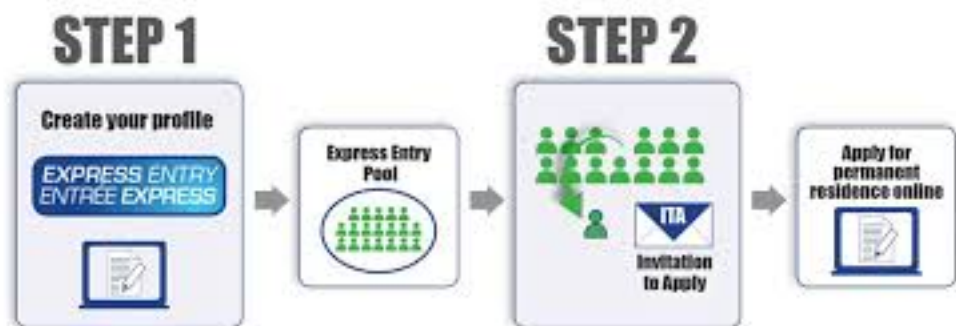 STEP 1
Create your profile
EXPRESS ENTRY
ENTRÉE EXPRESS
Express Entry
Pool
STEP 2
ITA
Invitation
to Apply
Apply for
permanent
residence online